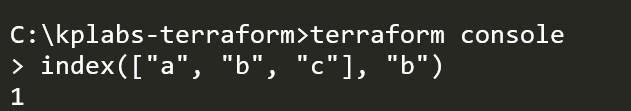 C:\kplabs-terraform>terraform console
> index(["a", "b", "c"], "b")
1